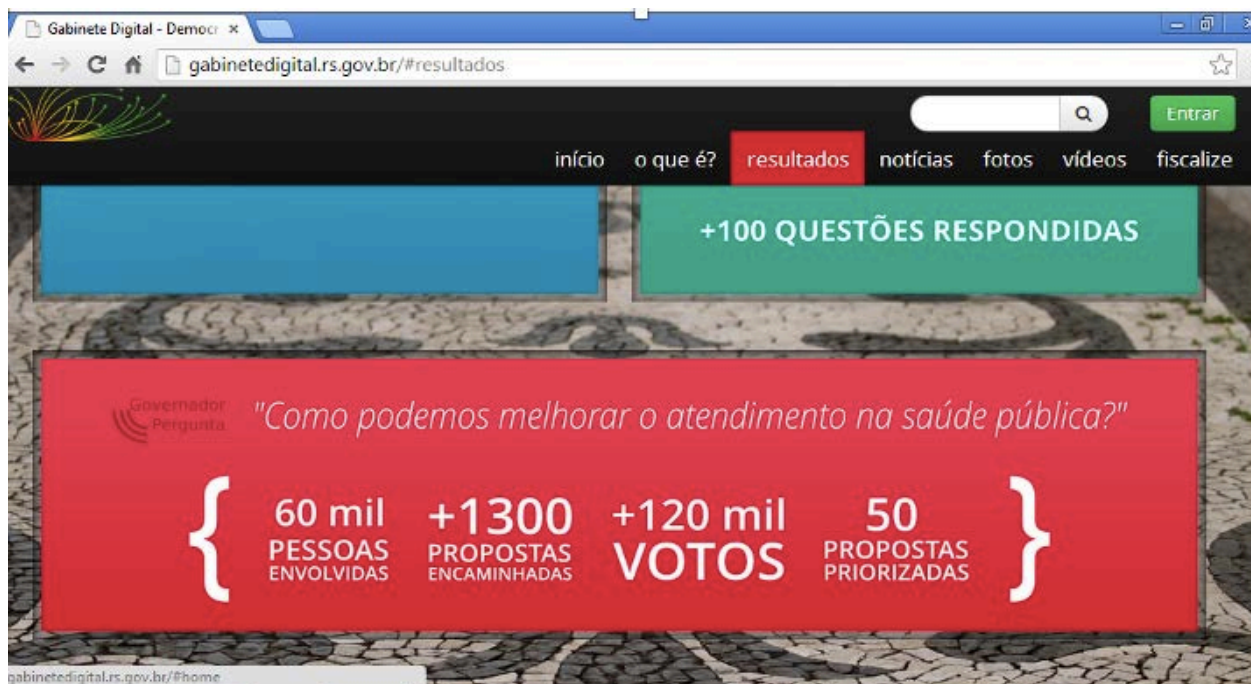 Gabinete Digital - Democr
gabinetedigital.rs.gov.br/#resultados
Entrar
início o que é? resultados notícias fotos vídeos fiscalize
+100 QUESTÕES RESPONDIDAS
Governador
Pergunta
"Como podemos melhorar o atendimento na saúde pública?"
{ 60 mil +1300 +120 mil 50 }
PESSOAS PROPOSTAS VOTOS PROPOSTAS
ENVOLVIDAS ENCAMINHADAS PRIORIZADAS
gabinetedigital.rs.gov.br/#home